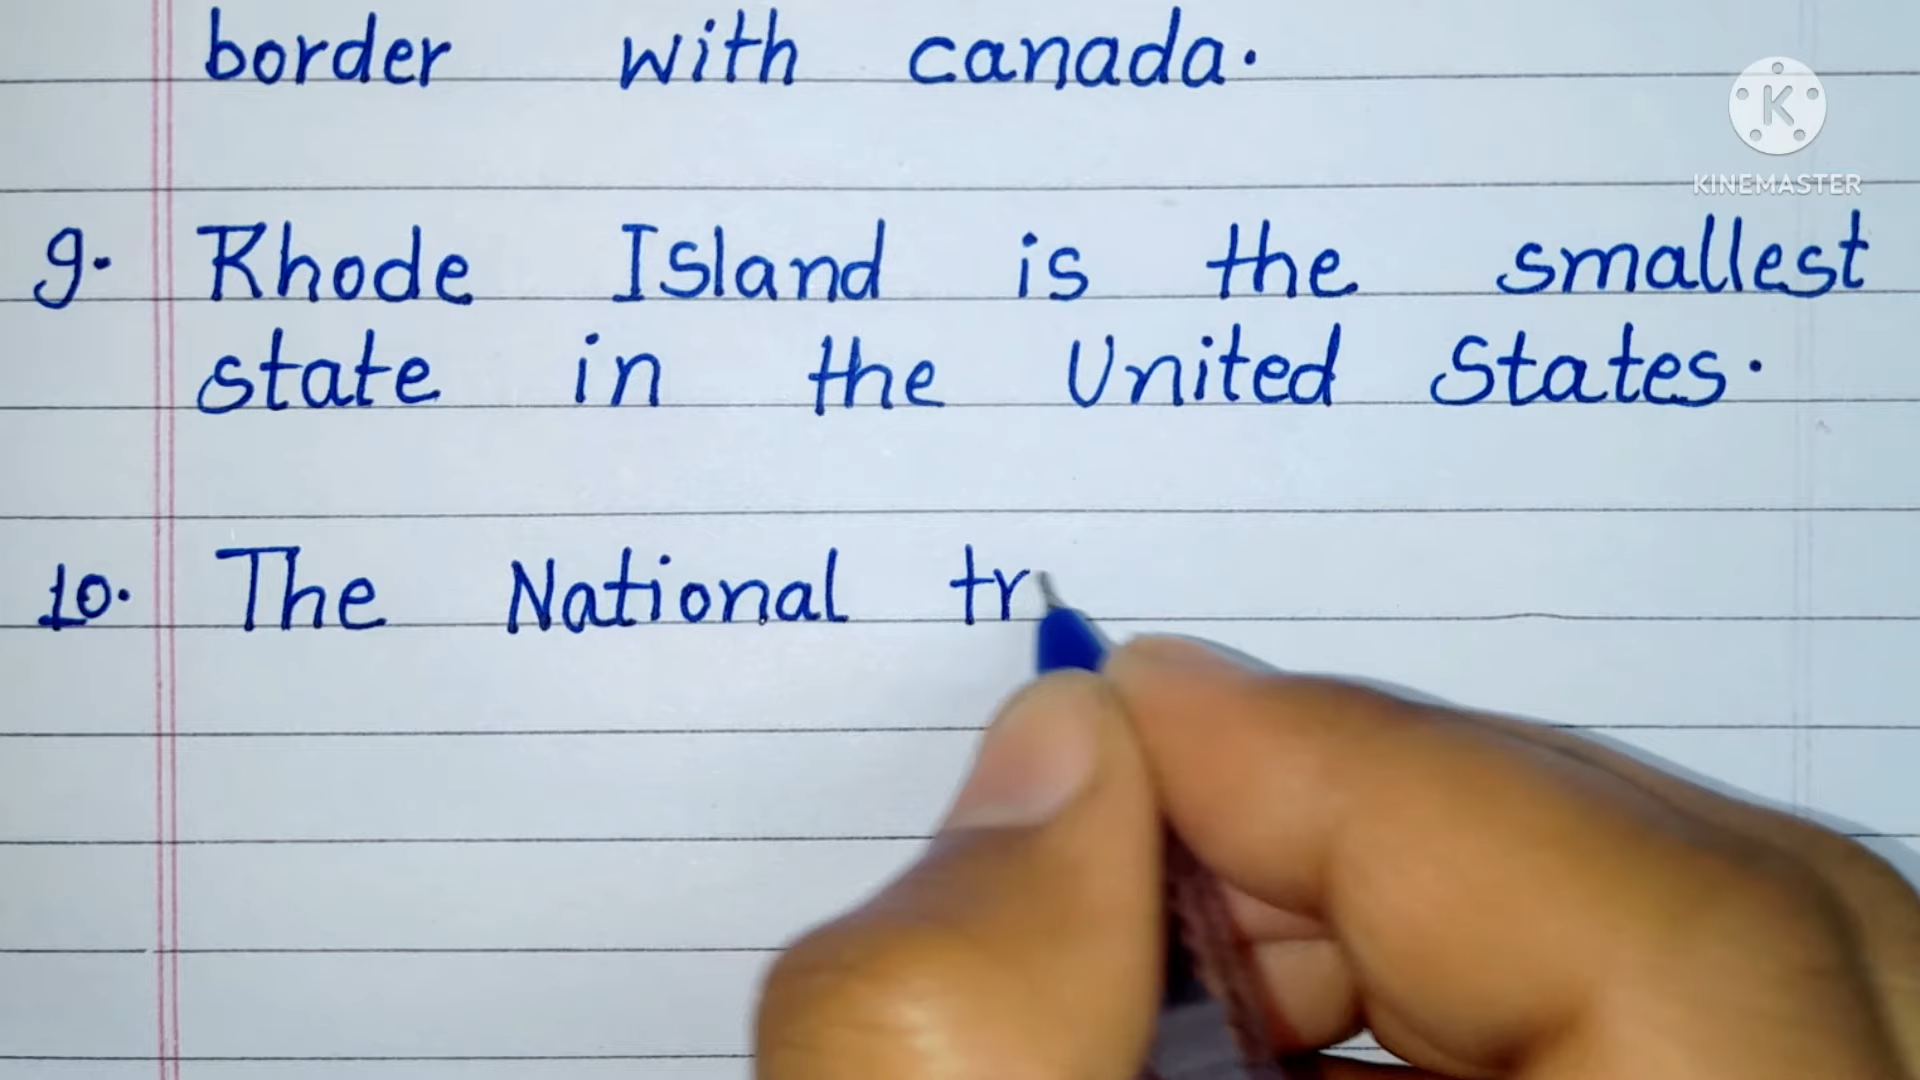 border with canada.
KINEMASTER
9. Rhode Island is the smallest
state in the United States.
10. The National tr